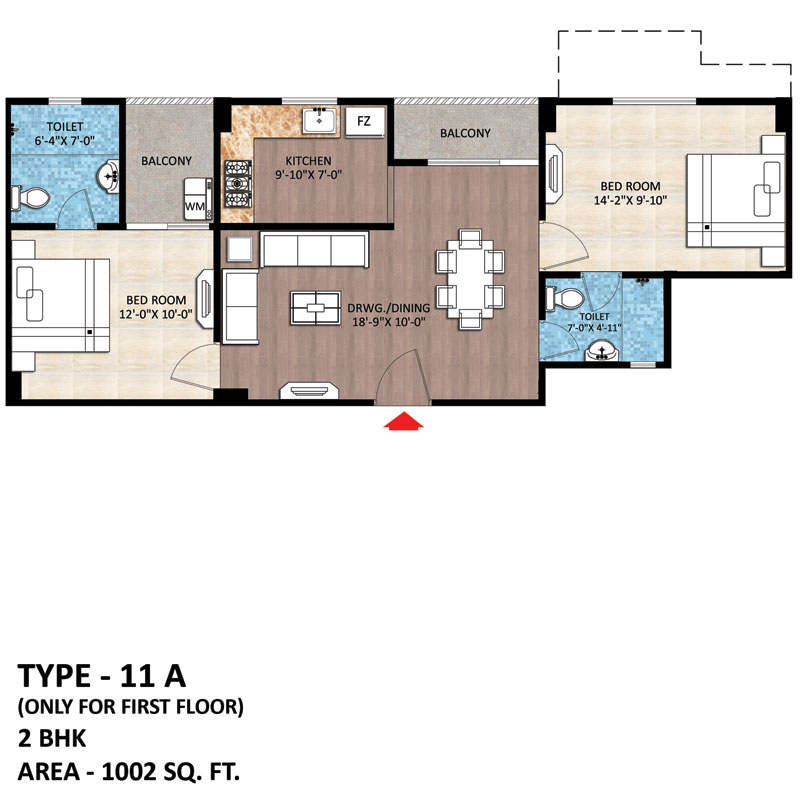 TOILET
6'-4"X 7'-0"
BALCONY
WM
KITCHEN
9'-10"X 7'-0"
FZ
BALCONY
BED ROOM
14'-2"X 9'-10"
BED ROOM
12'-0"X 10'-0"
DRWG./DINING
18'-9"X 10'-0"
TOILET
7'-0"X 4'-11"
TYPE - 11 A
(ONLY FOR FIRST FLOOR)
2 BHK
AREA - 1002 SQ. FT.